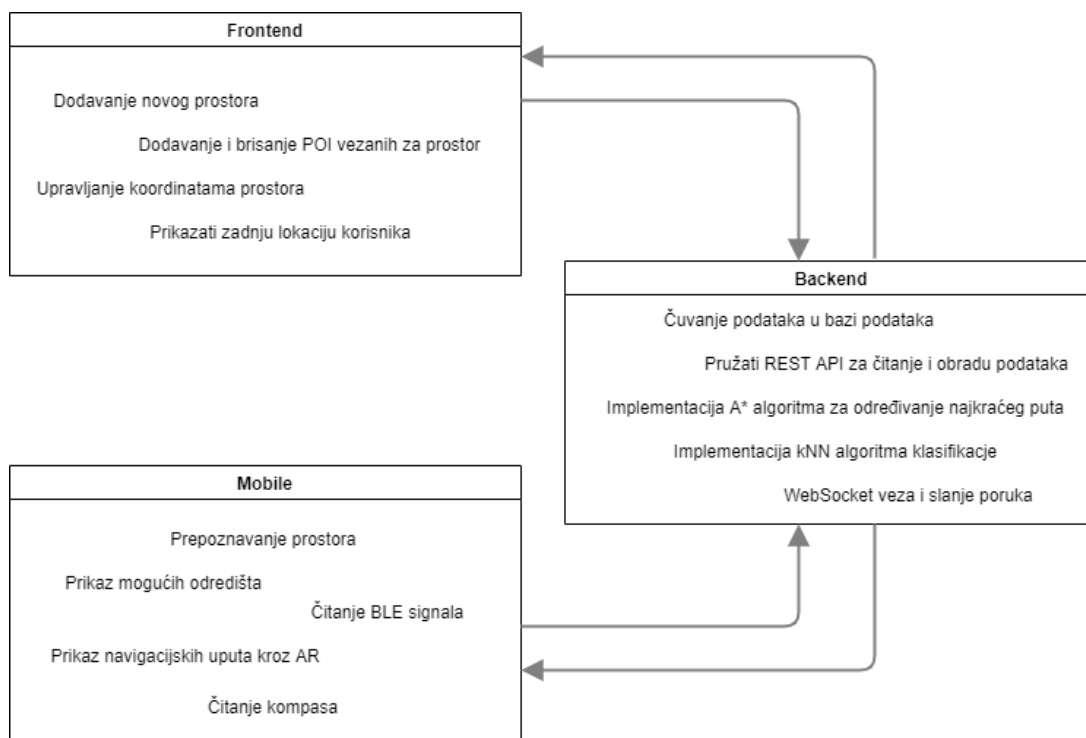 Frontend
Dodavanje novog prostora
Dodavanje i brisanje POI vezanih za prostor
Upravljanje koordinatama prostora
Prikazati zadnju lokaciju korisnika
Backend
Čuvanje podataka u bazi podataka
Pružati REST API za čitanje i obradu podataka
Implementacija A* algoritma za određivanje najkraćeg puta
Implementacija kNN algoritma klasifikacje
WebSocket veza i slanje poruka
Mobile
Prepoznavanje prostora
Prikaz mogućih odredišta
Čitanje BLE signala
Prikaz navigacijskih uputa kroz AR
Čitanje kompasa